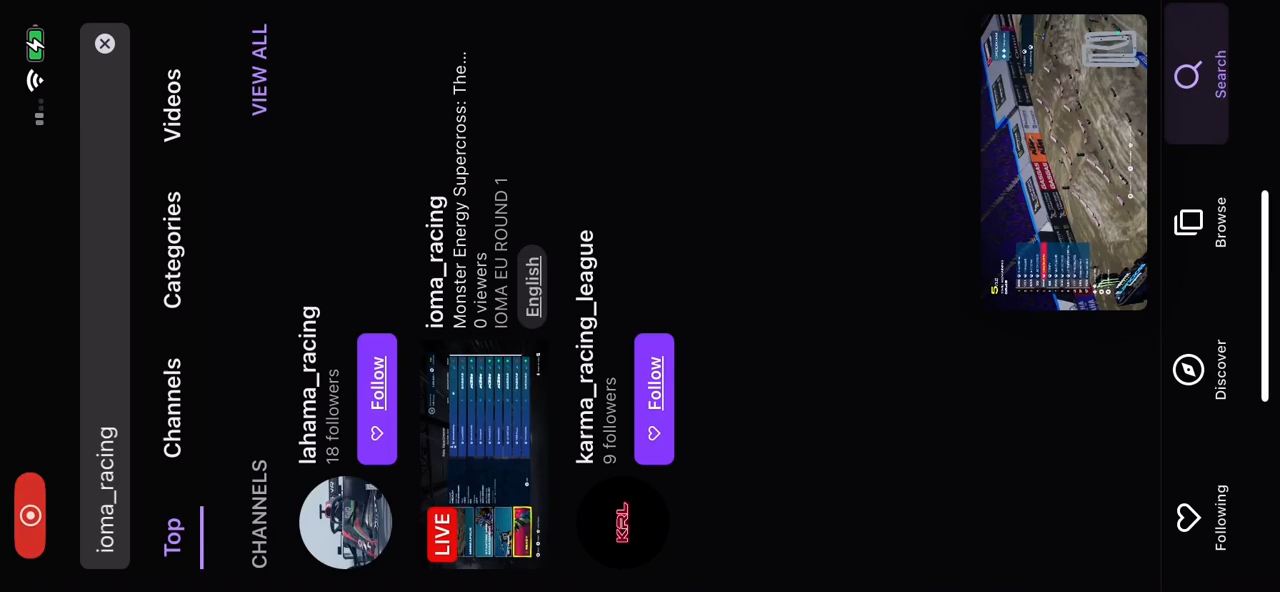 ioma_racing
Top
Channels
Categories
Videos
CHANNELS
VIEW ALL
lahama_racing
18 followers
Follow
LIVE
ioma_racing
Monster Energy Supercross: The...
0 viewers
IOMA EU ROUND 1
English
KRL
karma_racing_league
9 followers
Follow
Following
Discover
Browse
Search